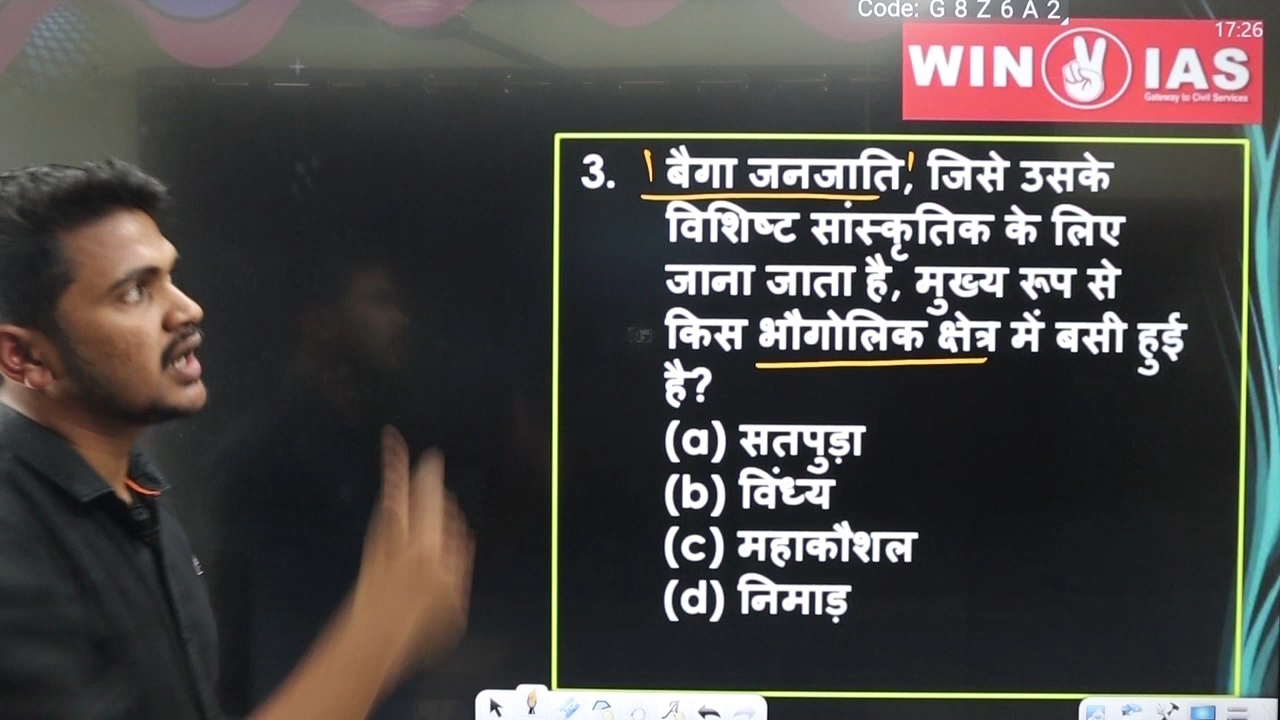 Code: G 8 Z 6 A 2
17:26
WIN IAS
Gateway to Civil Services
3. 'बैगा जनजाति', जिसे उसके
विशिष्ट सांस्कृतिक के लिए
जाना जाता है, मुख्य रूप से
किस भौगोलिक क्षेत्र में बसी हुई
है?
(a) सतपुड़ा
(b) विंध्य
(c) महाकौशल
(d) निमाड़